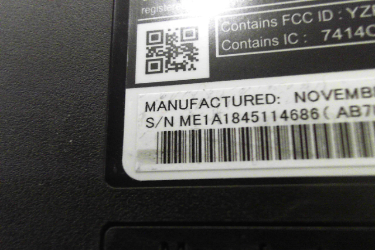 Contains FCC ID : YZ
Contains IC : 7414C
MANUFACTURED: NOVEMB
S/N ME1A1845114686( AB7